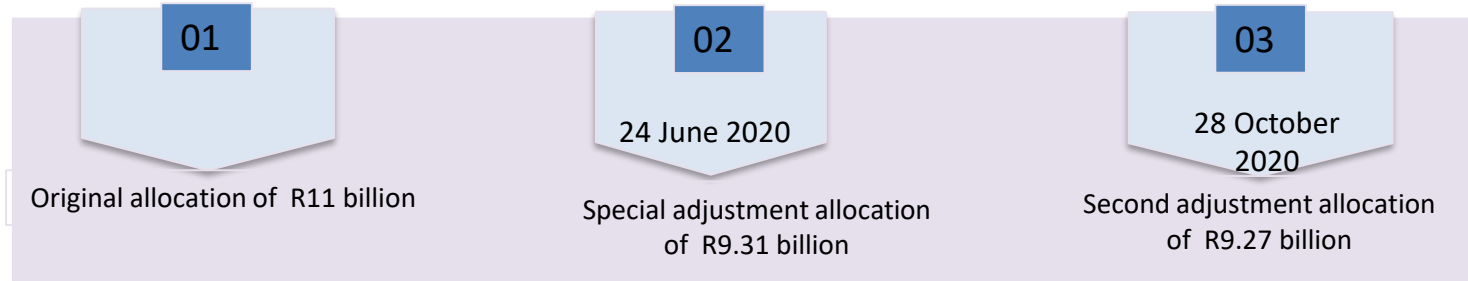 01
Original allocation of R11 billion
02
24 June 2020
Special adjustment allocation
of R9.31 billion
03
28 October
2020
Second adjustment allocation
of R9.27 billion